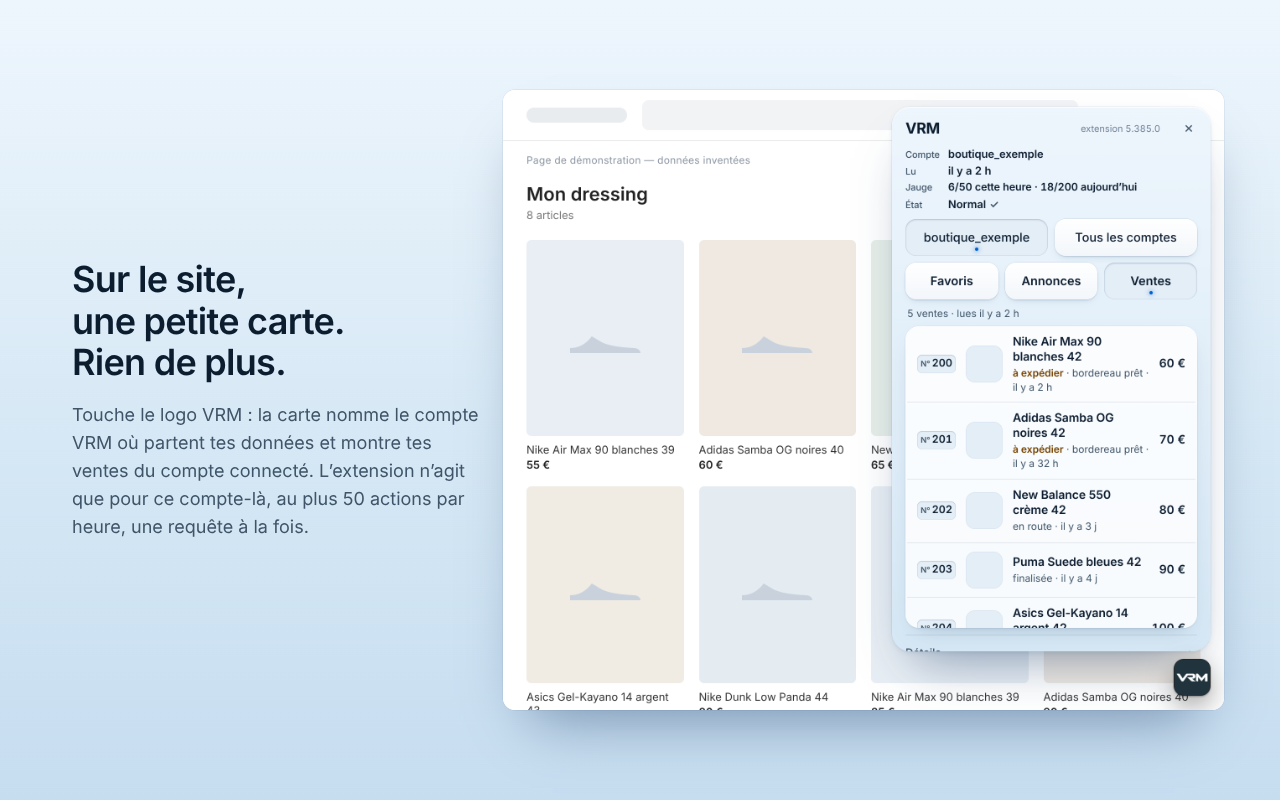 Sur le site,
une petite carte.
Rien de plus.
Touche le logo VRM : la carte nomme le compte
VRM où partent tes données et montre tes
ventes du compte connecté. L’extension n’agit
que pour ce compte-là, au plus 50 actions par
heure, une requête à la fois.
Page de démonstration — données inventées
Mon dressing
8 articles
Nike Air Max 90 blanches 39
55 €
Adidas Samba OG noires 40
60 €
New
65 €
Asics Gel-Kayano 14 argent
Nike Dunk Low Panda 44
Nike Air Max 90 blanches 39
Adidas Samba OG noires 40
VRM
extension 5.385.0
✕
Compte boutique_exemple
Lu il y a 2 h
Jauge 6/50 cette heure · 18/200 aujourd’hui
État Normal ✓
boutique_exemple
Tous les comptes
Favoris
Annonces
Ventes
5 ventes · lues il y a 2 h
N° 200
Nike Air Max 90
blanches 42
à expédier · bordereau prêt ·
il y a 2 h
60 €
N° 201
Adidas Samba OG
noires 42
à expédier · bordereau prêt ·
il y a 32 h
70 €
N° 202
New Balance 550
crème 42
en route · il y a 3 j
80 €
N° 203
Puma Suede bleues 42
finalisée · il y a 4 j
90 €
N° 204
Asics Gel-Kayano 14
argent 42
100 €
Détails
VRM